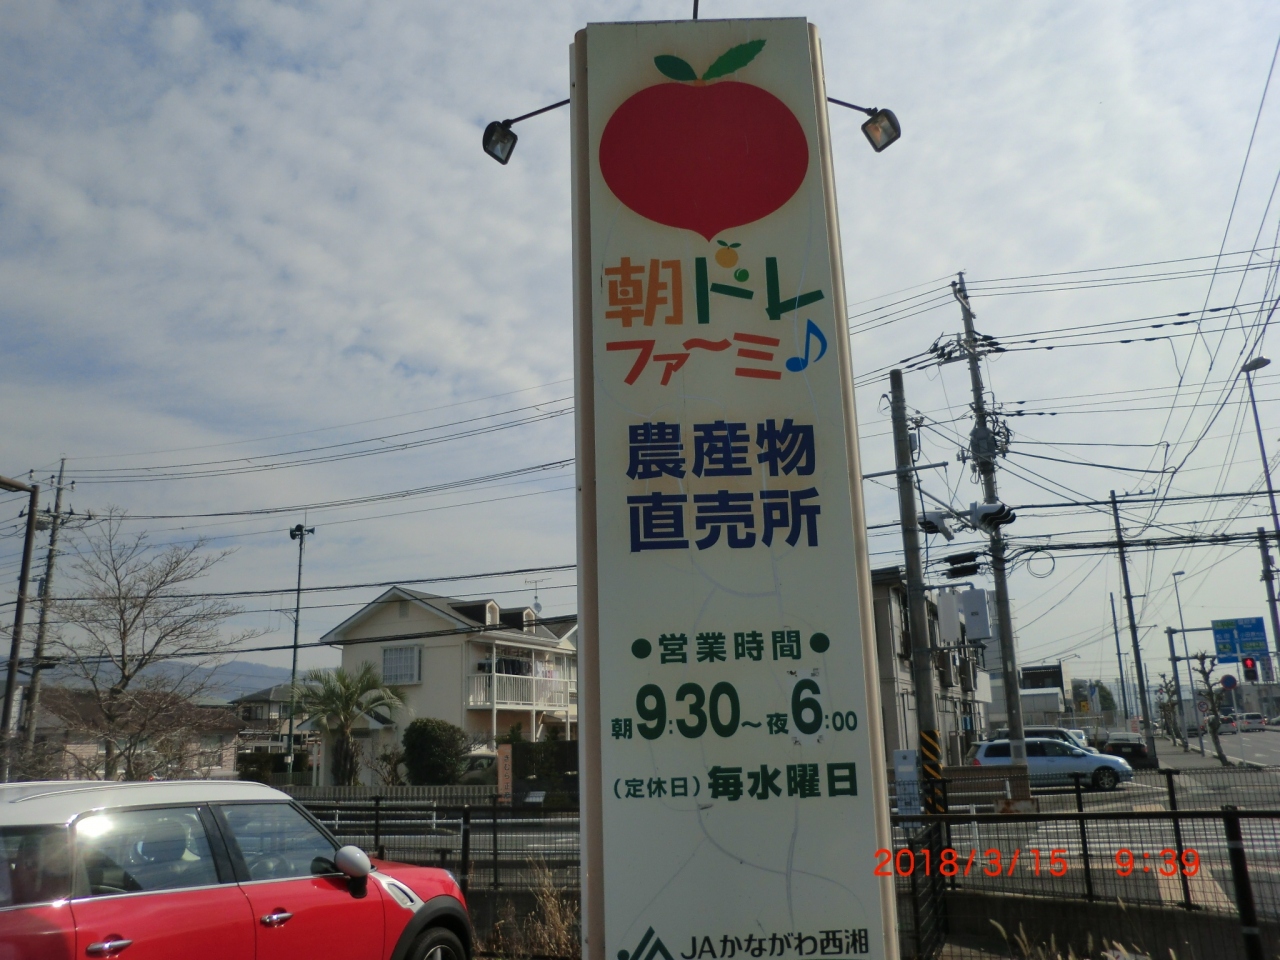 朝ドレ
ファ〜ミ♪
農産物
直売所
●営業時間●
朝9:30〜夜6:00
(定休日)毎水曜日
JAかながわ西湘
2018/3/15 9:39